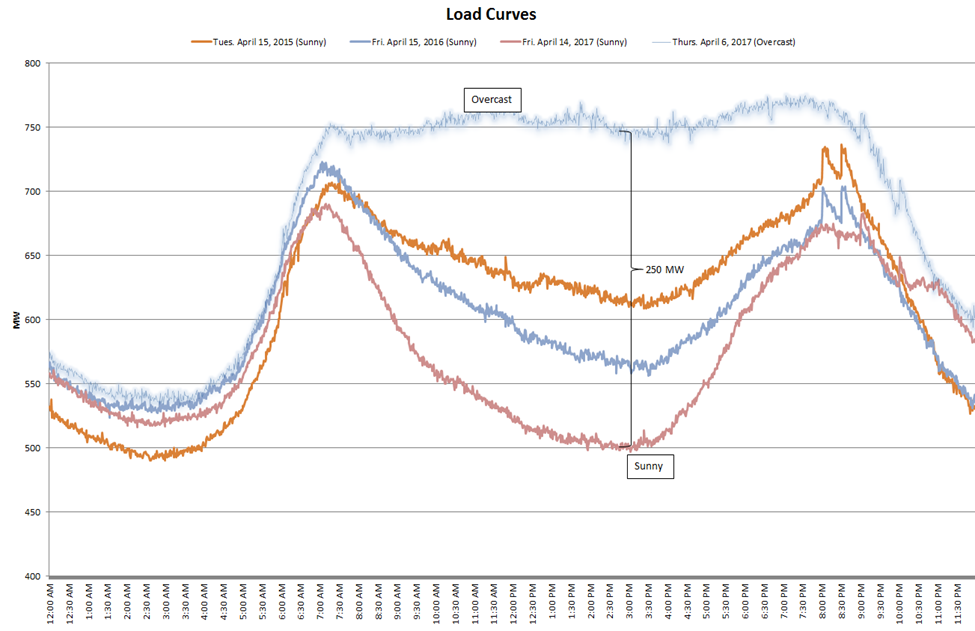 Load Curves
Tues. April 15, 2015 (Sunny) Fri. April 15, 2016 (Sunny) Fri. April 14, 2017 (Sunny) Thurs. April 6, 2017 (Overcast)
800
Overcast
750
700
650
250 MW
600
MW
550
500
Sunny
450
400
12:00 AM
12:30 AM
1:00 AM
1:30 AM
2:00 AM
2:30 AM
3:00 AM
3:30 AM
4:00 AM
4:30 AM
5:00 AM
5:30 AM
6:00 AM
6:30 AM
7:00 AM
7:30 AM
8:00 AM
8:30 AM
9:00 AM
9:30 AM
10:00 AM
10:30 AM
11:00 AM
11:30 AM
12:00 PM
12:30 PM
1:00 PM
1:30 PM
2:00 PM
2:30 PM
3:00 PM
3:30 PM
4:00 PM
4:30 PM
5:00 PM
5:30 PM
6:00 PM
6:30 PM
7:00 PM
7:30 PM
8:00 PM
8:30 PM
9:00 PM
9:30 PM
10:00 PM
10:30 PM
11:00 PM
11:30 PM